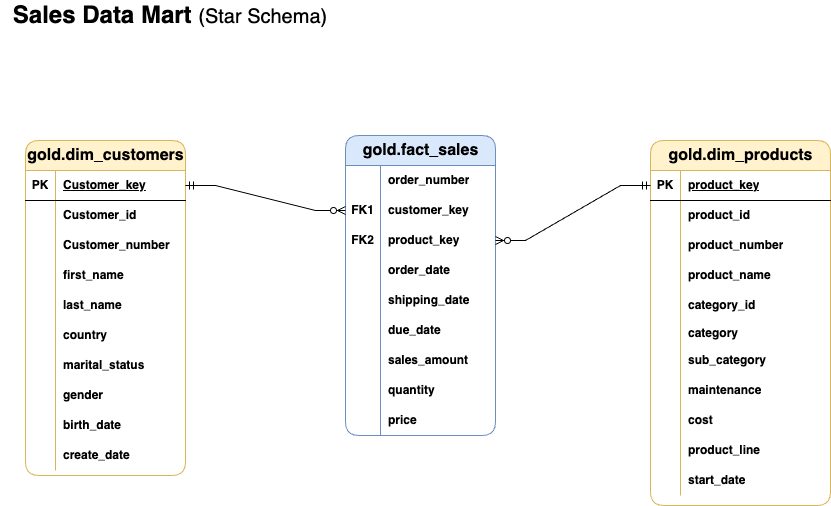 Sales Data Mart (Star Schema)
gold.dim_customers
PK Customer_key
Customer_id
Customer_number
first_name
last_name
country
marital_status
gender
birth_date
create_date
gold.fact_sales
order_number
FK1 customer_key
FK2 product_key
order_date
shipping_date
due_date
sales_amount
quantity
price
gold.dim_products
PK product_key
product_id
product_number
product_name
category_id
category
sub_category
maintenance
cost
product_line
start_date